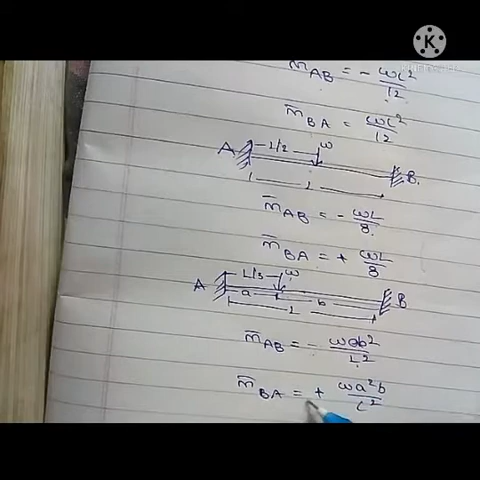 K
M̅AB = - wL²/12
M̅BA = wL²/12
A L/2 w
L B.
M̅AB = - wL/8
M̅BA = + wL/8
A L/3 w B
a b
L
M̅AB = - wab²/L²
M̅BA = + wa²b/L²